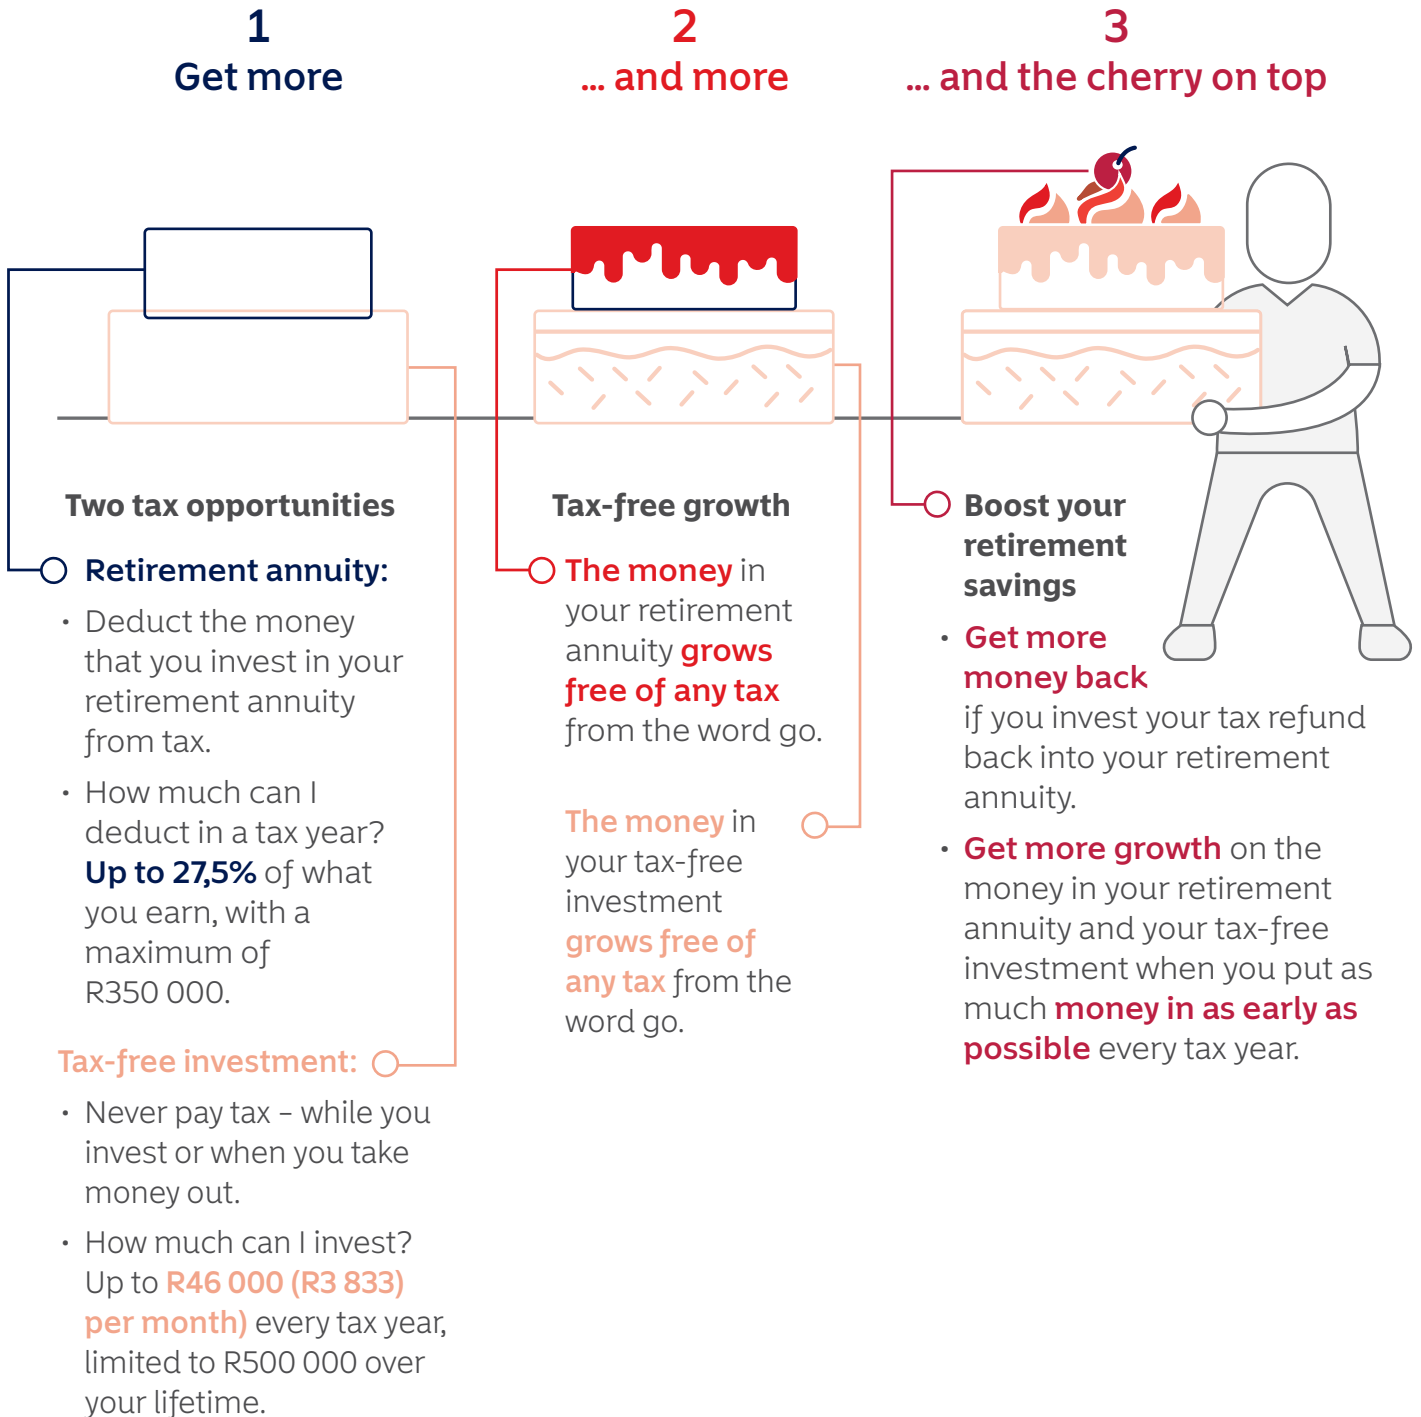 1
Get more
Two tax opportunities
Retirement annuity:
• Deduct the money
that you invest in your
retirement annuity
from tax.
• How much can I
deduct in a tax year?
Up to 27,5% of what
you earn, with a
maximum of
R350 000.
Tax-free investment:
• Never pay tax – while you
invest or when you take
money out.
• How much can I invest?
Up to R46 000 (R3 833)
per month) every tax year,
limited to R500 000 over
your lifetime.
2
... and more
Tax-free growth
The money in
your retirement
annuity grows
free of any tax
from the word go.
The money in
your tax-free
investment
grows free of
any tax from the
word go.
3
... and the cherry on top
Boost your
retirement
savings
• Get more
money back
if you invest your tax refund
back into your retirement
annuity.
• Get more growth on the
money in your retirement
annuity and your tax-free
investment when you put as
much money in as early as
possible every tax year.